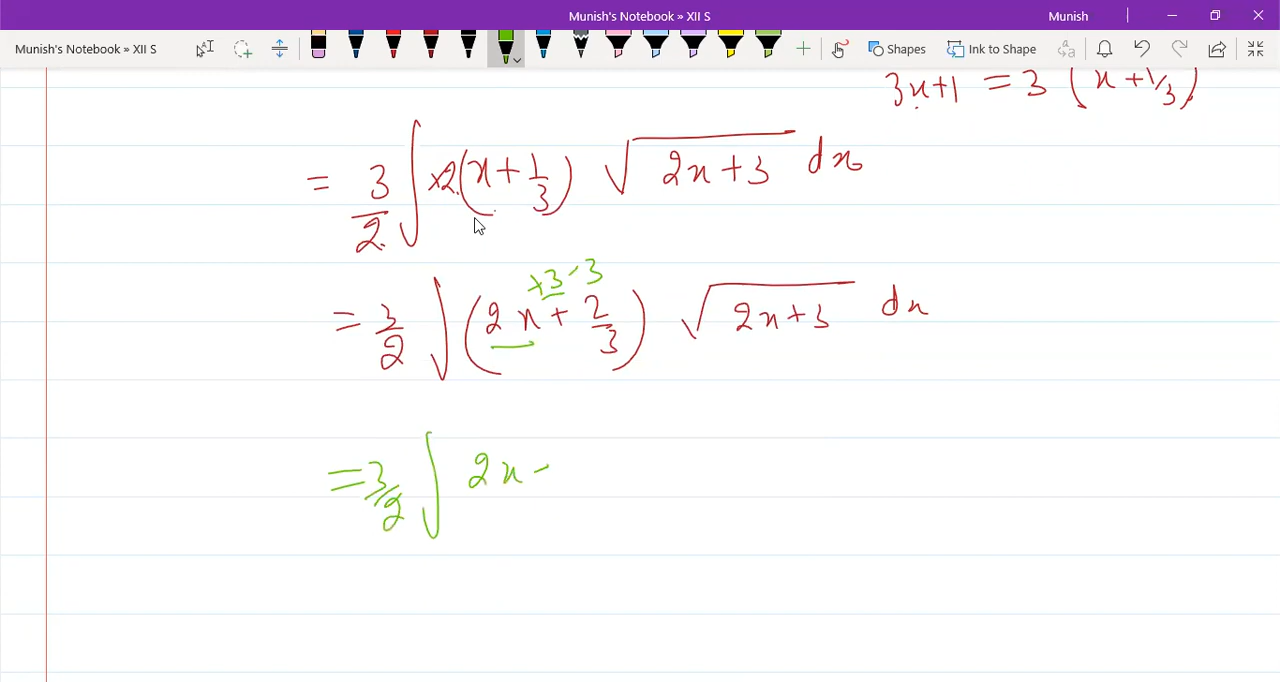 Munish's Notebook » XII S
Munish
Munish's Notebook » XII S
Shapes
Ink to Shape
3x+1 = 3 (x+1/3)
= 3/2 ∫ ×2(x + 1/3) √(2x+3) dx
+3-3
= 3/2 ∫ (2x + 2/3) √(2x+3) dx
= 3/2 ∫ 2x -